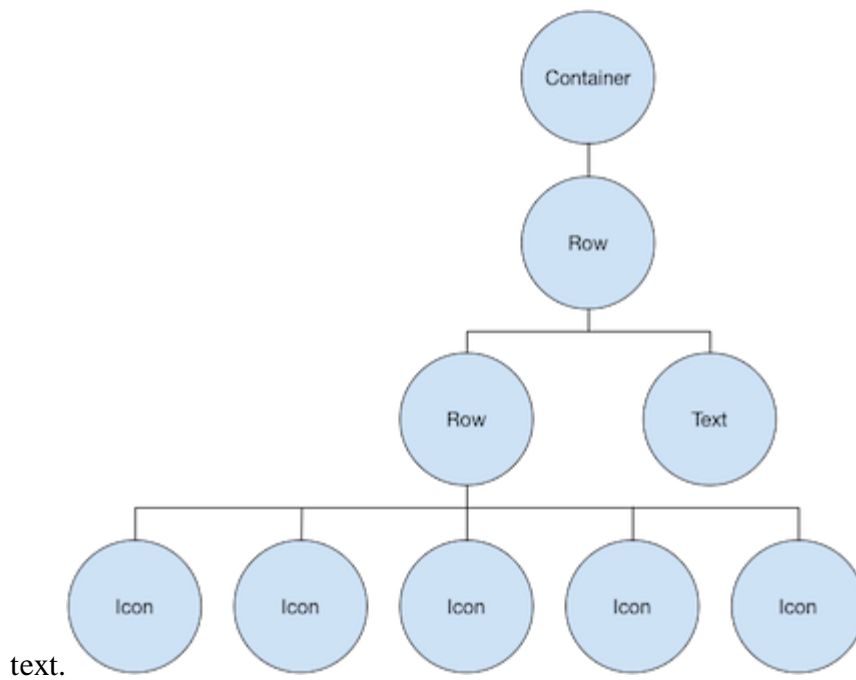 Container
Row
Row Text
Icon Icon Icon Icon Icon
text.